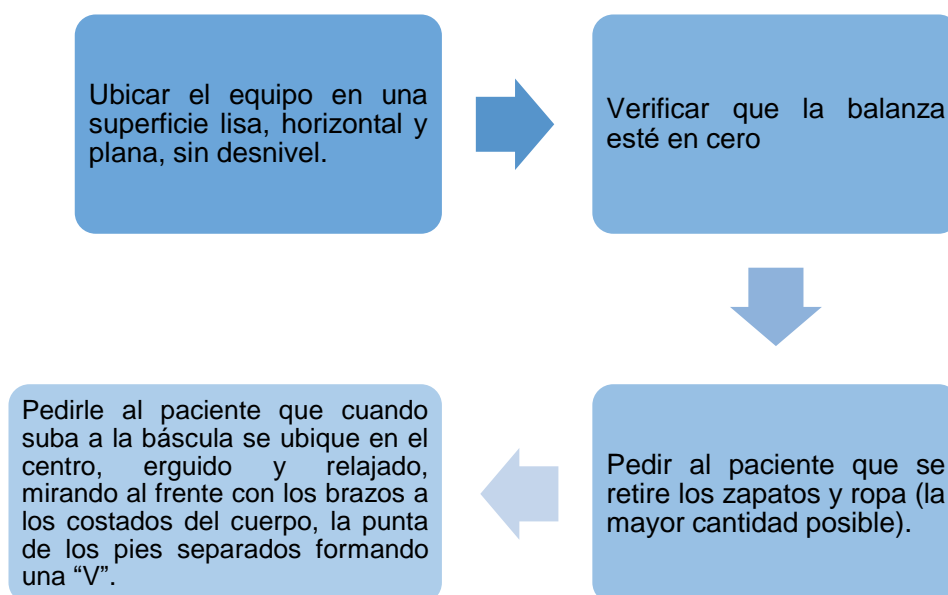 Ubicar el equipo en una
superficie lisa, horizontal y
plana, sin desnivel.
Verificar que la balanza
esté en cero
Pedir al paciente que se
retire los zapatos y ropa (la
mayor cantidad posible).
Pedirle al paciente que cuando
suba a la báscula se ubique en el
centro, erguido y relajado,
mirando al frente con los brazos a
los costados del cuerpo, la punta
de los pies separados formando
una “V”.